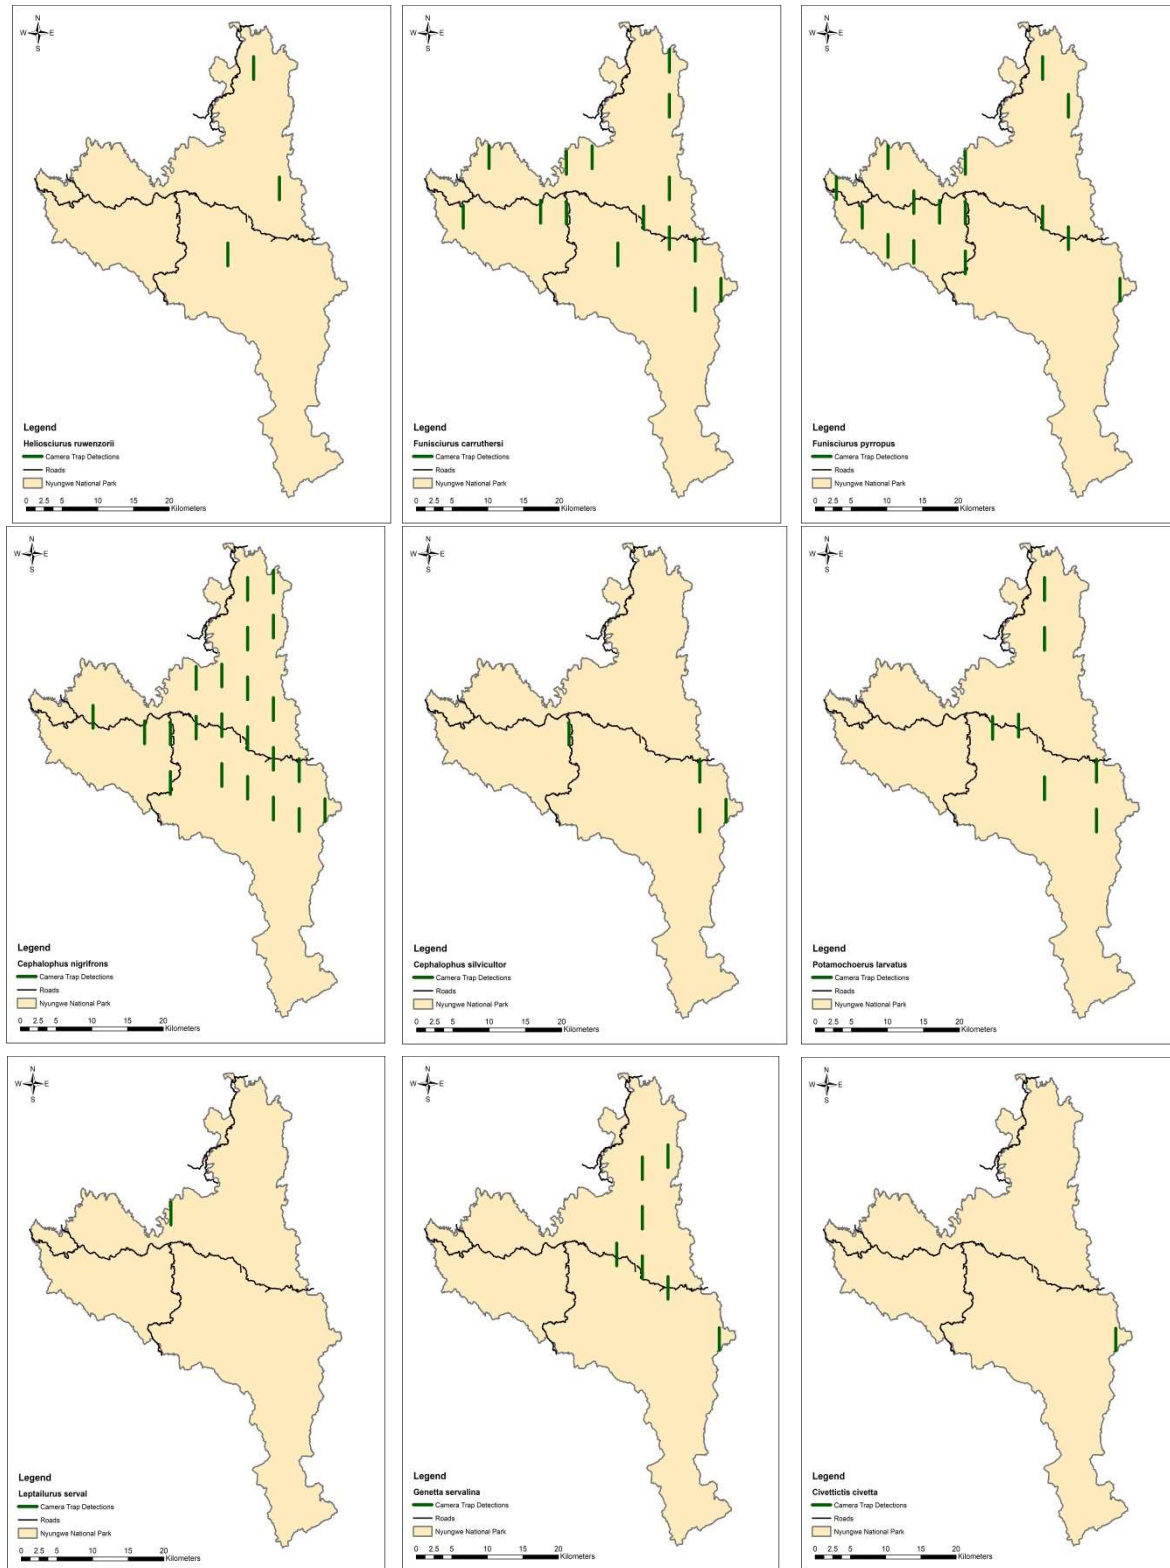 N
W E
S
Legend
Heliosciurus ruwenzorii
Camera Trap Detections
Roads
Nyungwe National Park
0 2.5 5 10 15 20
Kilometers
N
W E
S
Legend
Funisciurus carruthersi
Camera Trap Detections
Roads
Nyungwe National Park
0 2.5 5 10 15 20
Kilometers
N
W E
S
Legend
Funisciurus pyrropus
Camera Trap Detections
Roads
Nyungwe National Park
0 2.5 5 10 15 20
Kilometers
N
W E
S
Legend
Cephalophus nigrifrons
Camera Trap Detections
Roads
Nyungwe National Park
0 2.5 5 10 15 20
Kilometers
N
W E
S
Legend
Cephalophus silvicultor
Camera Trap Detections
Roads
Nyungwe National Park
0 2.5 5 10 15 20
Kilometers
N
W E
S
Legend
Potamochoerus larvatus
Camera Trap Detections
Roads
Nyungwe National Park
0 2.5 5 10 15 20
Kilometers
N
W E
S
Legend
Leptailurus serval
Camera Trap Detections
Roads
Nyungwe National Park
0 2.5 5 10 15 20
Kilometers
N
W E
S
Legend
Genetta servalina
Camera Trap Detections
Roads
Nyungwe National Park
0 2.5 5 10 15 20
Kilometers
N
W E
S
Legend
Civettictis civetta
Camera Trap Detections
Roads
Nyungwe National Park
0 2.5 5 10 15 20
Kilometers